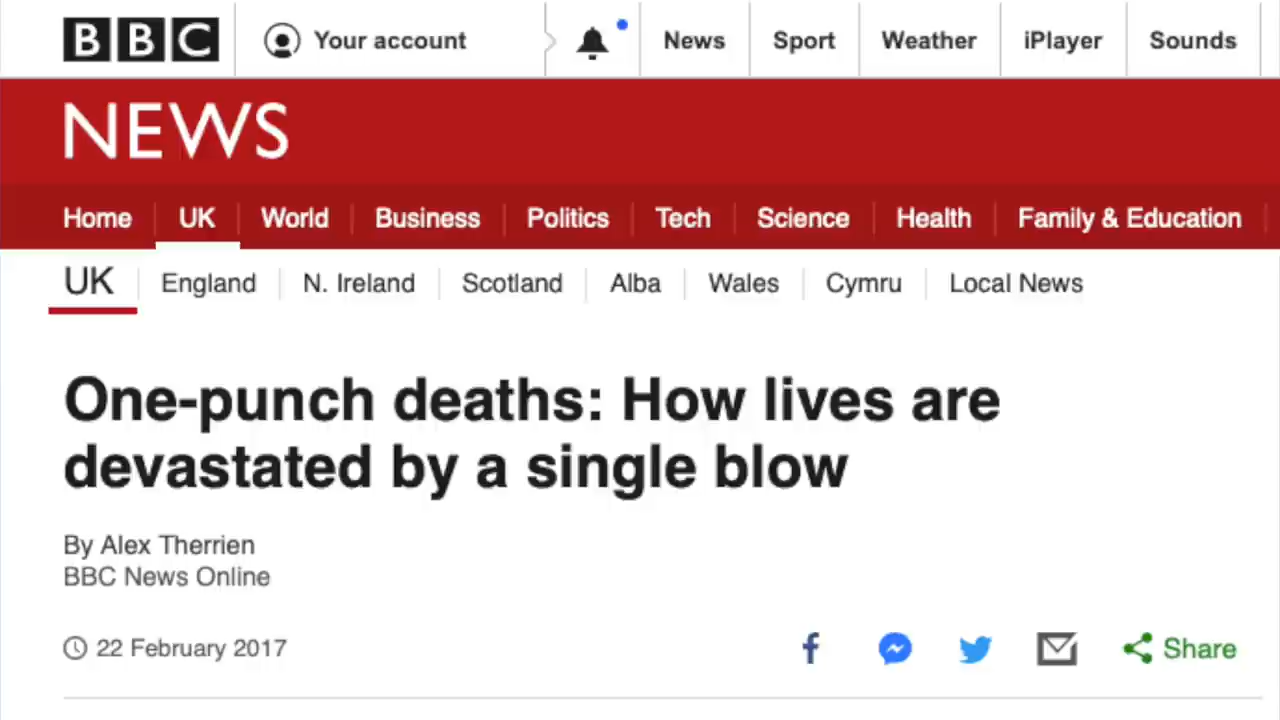 BBC Your account News Sport Weather iPlayer Sounds
NEWS
Home UK World Business Politics Tech Science Health Family & Education
UK England N. Ireland Scotland Alba Wales Cymru Local News
One-punch deaths: How lives are
devastated by a single blow
By Alex Therrien
BBC News Online
22 February 2017 Share